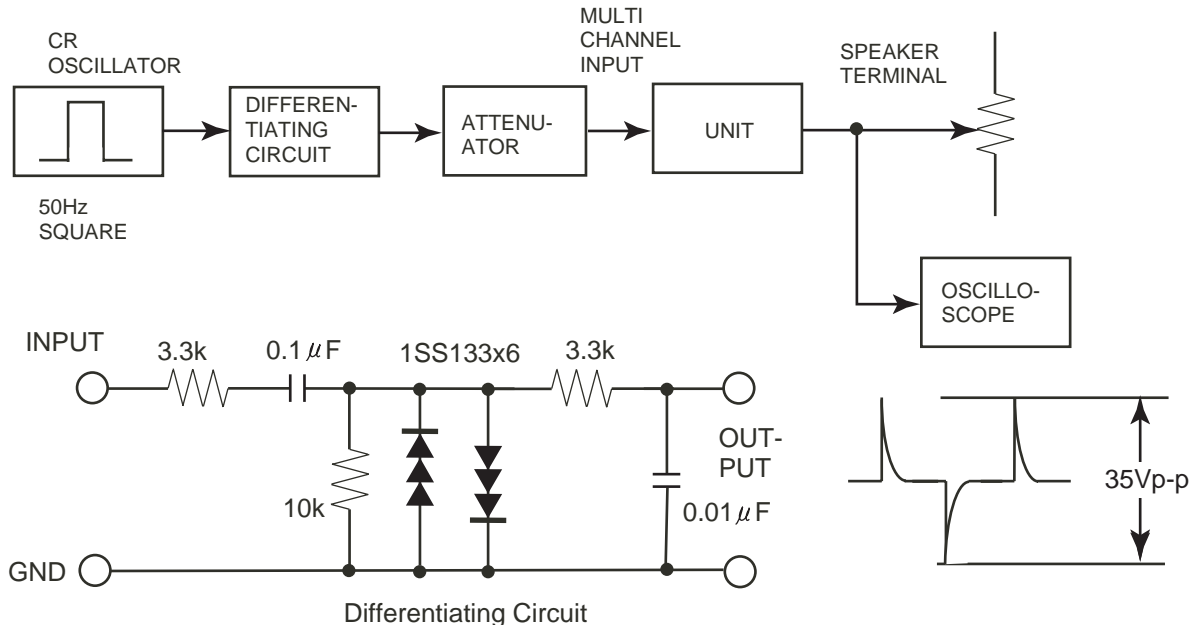 CR
OSCILLATOR
50Hz
SQUARE
DIFFEREN-
TIATING
CIRCUIT
ATTENU-
ATOR
MULTI
CHANNEL
INPUT
UNIT
SPEAKER
TERMINAL
OSCILLO-
SCOPE
INPUT
3.3k
0.1μF
1SS133x6
3.3k
OUT-
PUT
10k
0.01μF
GND
Differentiating Circuit
35Vp-p